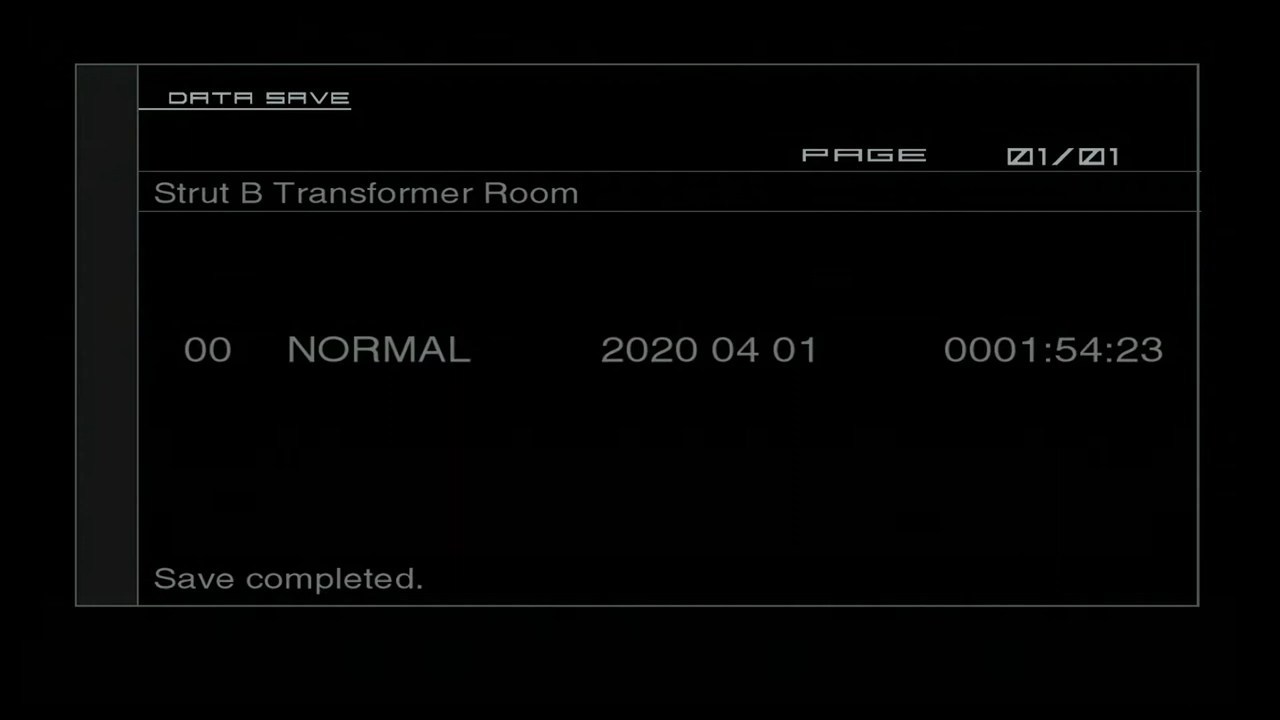 DATA SAVE
PAGE 01/01
Strut B Transformer Room
00 NORMAL 2020 04 01 0001:54:23
Save completed.